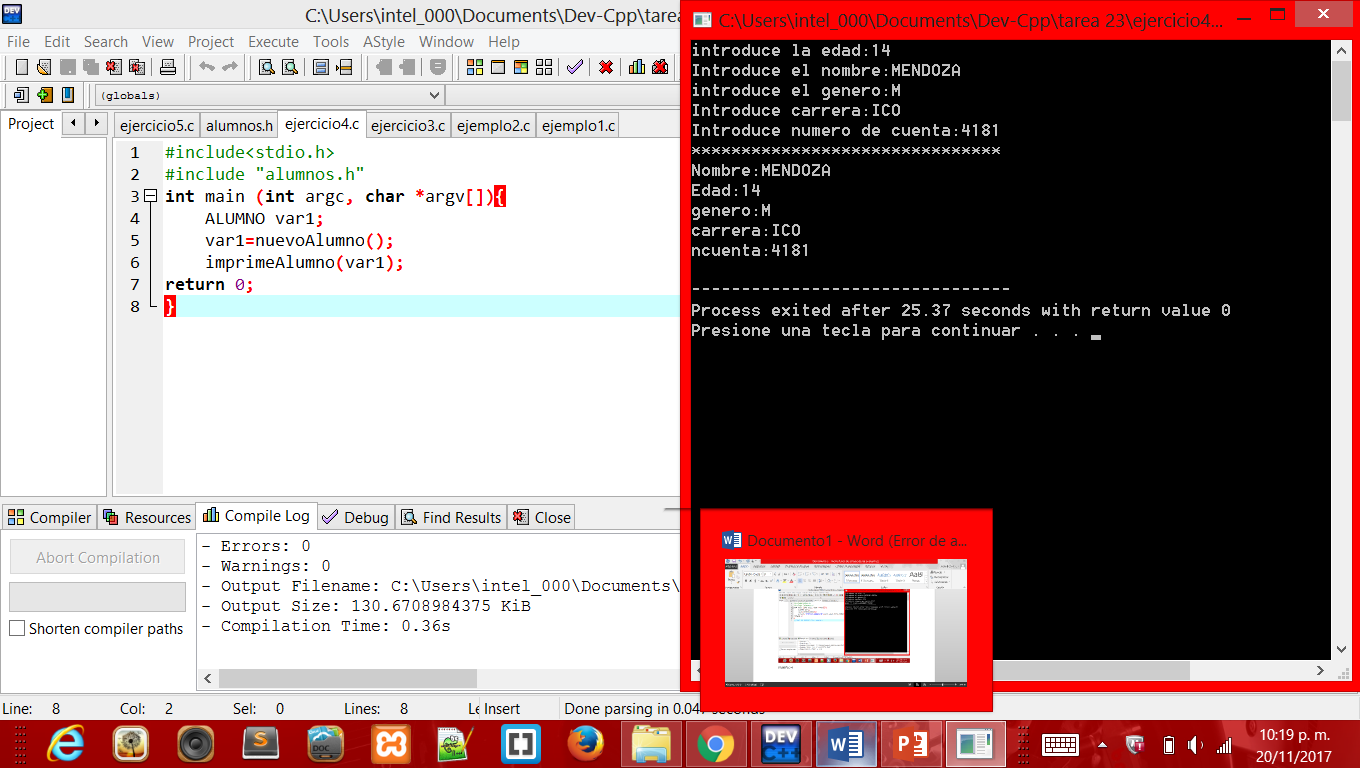 C:\Users\intel_000\Documents\Dev-Cpp\tarea
File Edit Search View Project Execute Tools AStyle Window Help
(globals)
Project
ejercicio5.c alumnos.h ejercicio4.c ejercicio3.c ejemplo2.c ejemplo1.c
1 #include<stdio.h>
2 #include "alumnos.h"
3 int main (int argc, char *argv[]){
4 ALUMNO var1;
5 var1=nuevoAlumno();
6 imprimeAlumno(var1);
7 return 0;
8 }
Compiler Resources Compile Log Debug Find Results Close
Abort Compilation
Shorten compiler paths
- Errors: 0
- Warnings: 0
- Output Filename: C:\Users\intel_000\Documents\
- Output Size: 130.6708984375 KiB
- Compilation Time: 0.36s
Line: 8 Col: 2 Sel: 0 Lines: 8 Le Insert Done parsing in 0.047 seconds
C:\Users\intel_000\Documents\Dev-Cpp\tarea 23\ejercicio4...
introduce la edad:14
Introduce el nombre:MENDOZA
introduce el genero:M
Introduce carrera:ICO
Introduce numero de cuenta:4181
*******************************
Nombre:MENDOZA
Edad:14
genero:M
carrera:ICO
ncuenta:4181
--------------------------------
Process exited after 25.37 seconds with return value 0
Presione una tecla para continuar . . .
Documento1 - Word (Error de a...
DEV
10:19 p. m.
20/11/2017